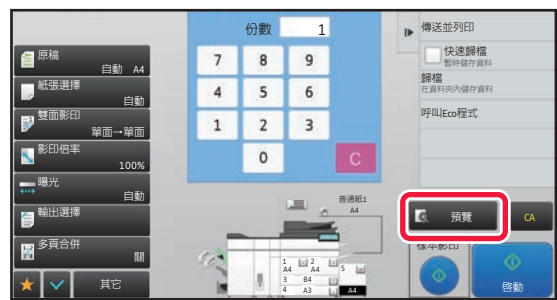 原稿
自動 A4
紙張選擇
自動
雙面影印
單面→單面
影印倍率
100%
曝光
自動
輸出選擇
多頁合併
關
其它
份數 1
7 8 9
4 5 6
1 2 3
0 C
普通紙1
A4
1 A4
2 A4
3 B4
4 A3
5
A4
傳送並列印
快速歸檔
暫時儲存資料
歸檔
在資料夾內儲存資料
呼叫Eco程式
預覽
CA
樣本影印
啓動